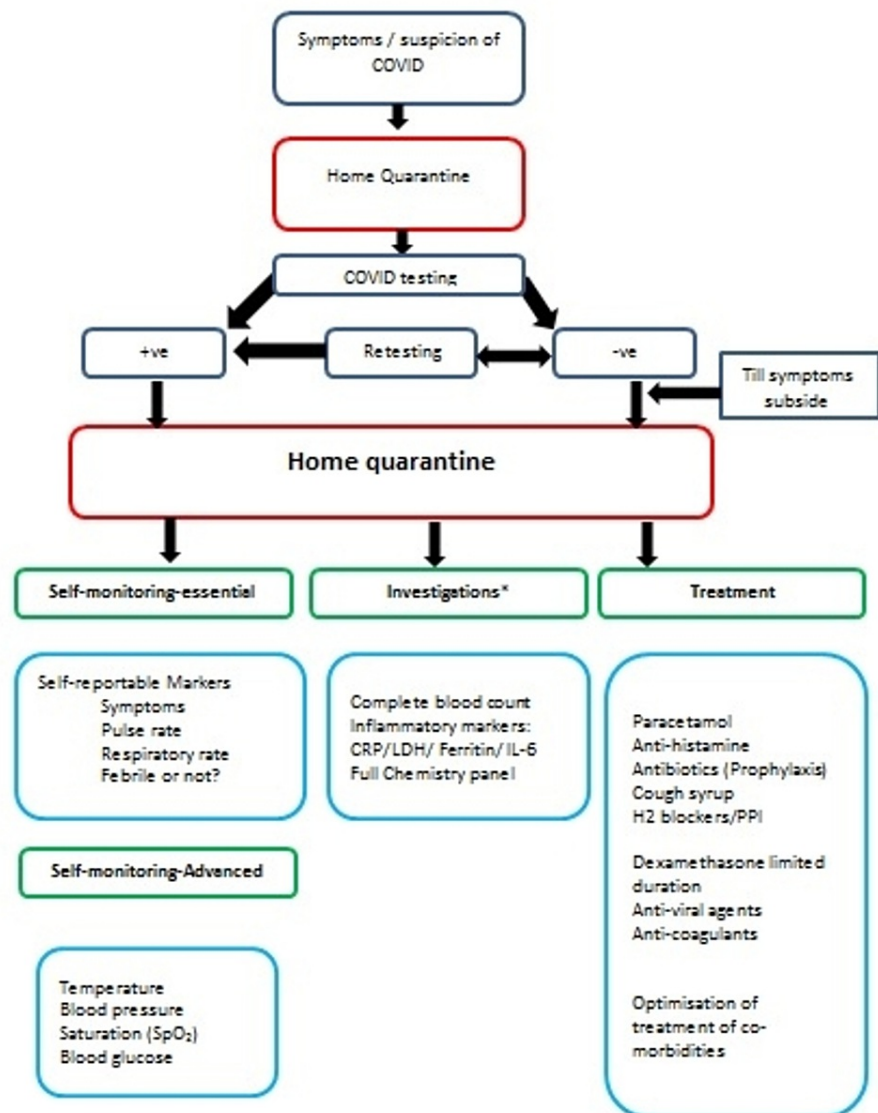 Symptoms / suspicion of
COVID
Home Quarantine
COVID testing
+ve
Retesting
-ve
Till symptoms
subside
Home quarantine
Self-monitoring-essential
Investigations*
Treatment
Self-reportable Markers
Symptoms
Pulse rate
Respiratory rate
Febrile or not?
Complete blood count
Inflammatory markers:
CRP/LDH/ Ferritin/ IL-6
Full Chemistry panel
Paracetamol
Anti-histamine
Antibiotics (Prophylaxis)
Cough syrup
H2 blockers/PPI
Dexamethasone limited
duration
Anti-viral agents
Anti-coagulants
Optimisation of
treatment of co-
morbidities
Self-monitoring-Advanced
Temperature
Blood pressure
Saturation (SpO₂)
Blood glucose